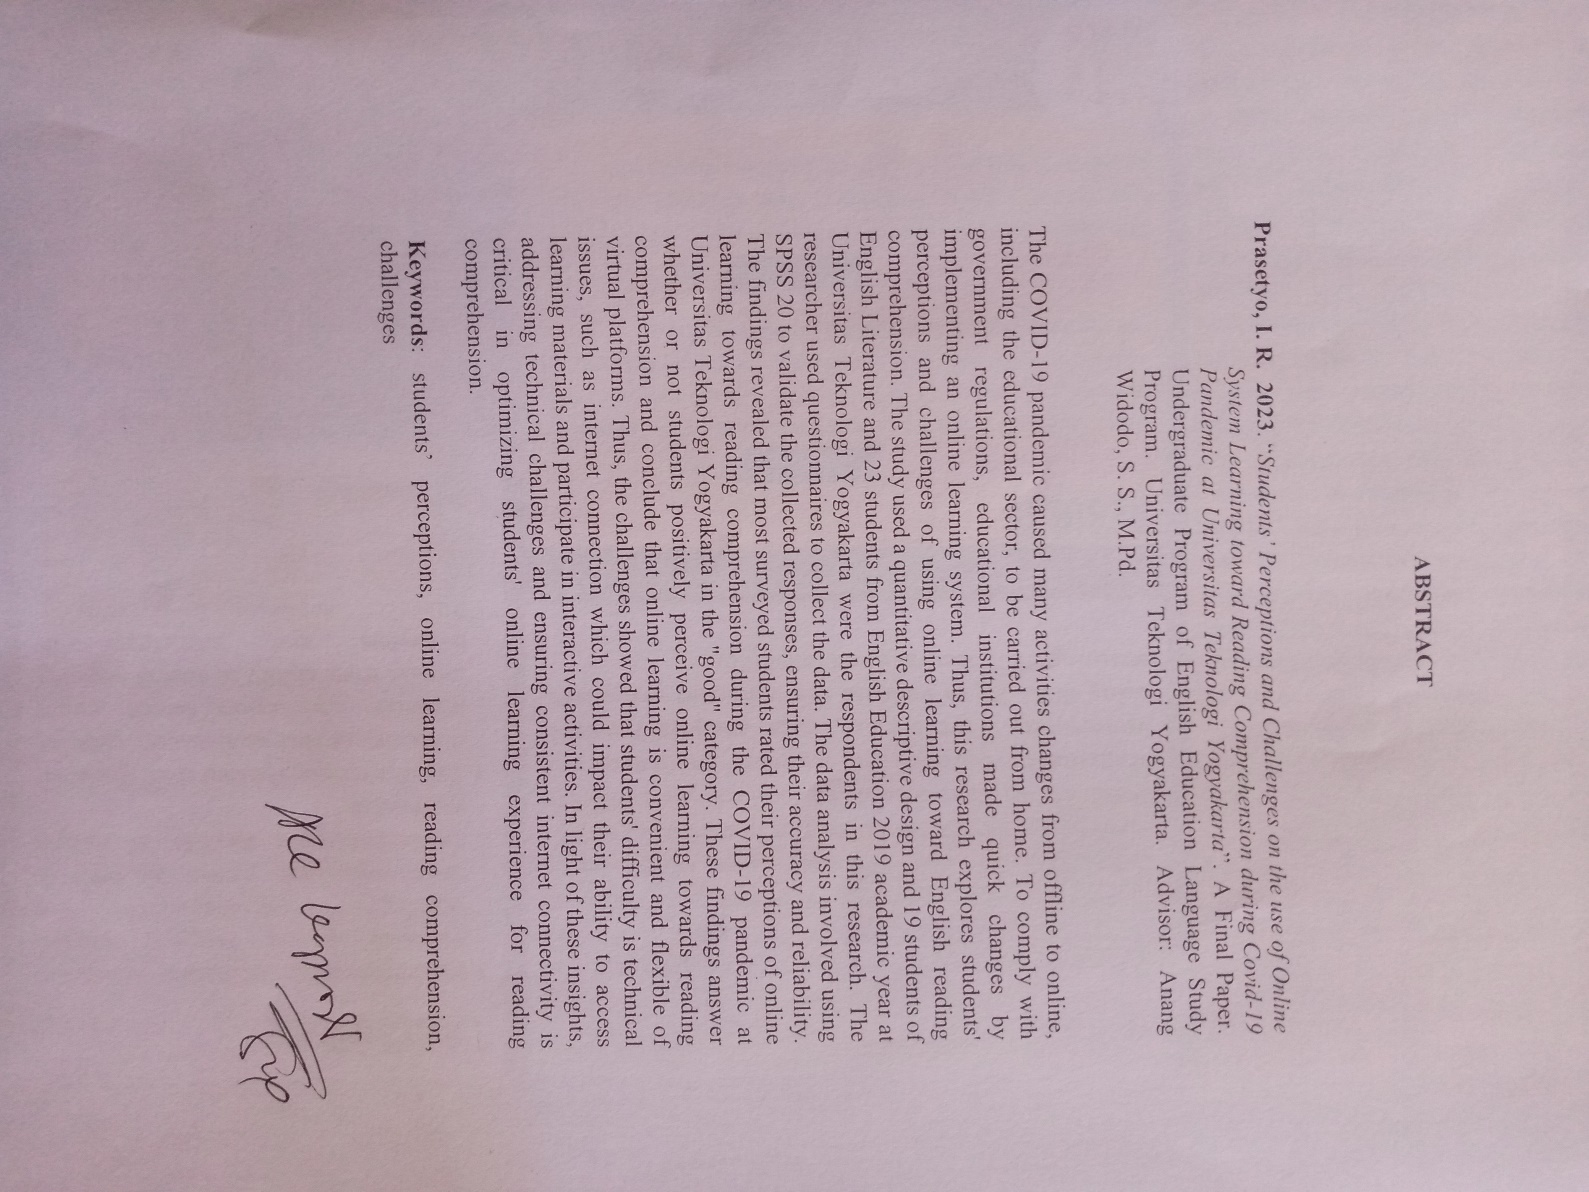 ABSTRACT
Prasetyo, I. R. 2023. “Students’ Perceptions and Challenges on the use of Online
System Learning toward Reading Comprehension during Covid-19
Pandemic at Universitas Teknologi Yogyakarta”. A Final Paper.
Undergraduate Program of English Education Language Study
Program. Universitas Teknologi Yogyakarta. Advisor: Anang
Widodo, S. S., M.Pd.
The COVID-19 pandemic caused many activities changes from offline to online,
including the educational sector, to be carried out from home. To comply with
government regulations, educational institutions made quick changes by
implementing an online learning system. Thus, this research explores students'
perceptions and challenges of using online learning toward English reading
comprehension. The study used a quantitative descriptive design and 19 students of
English Literature and 23 students from English Education 2019 academic year at
Universitas Teknologi Yogyakarta were the respondents in this research. The
researcher used questionnaires to collect the data. The data analysis involved using
SPSS 20 to validate the collected responses, ensuring their accuracy and reliability.
The findings revealed that most surveyed students rated their perceptions of online
learning towards reading comprehension during the COVID-19 pandemic at
Universitas Teknologi Yogyakarta in the "good" category. These findings answer
whether or not students positively perceive online learning towards reading
comprehension and conclude that online learning is convenient and flexible of
virtual platforms. Thus, the challenges showed that students' difficulty is technical
issues, such as internet connection which could impact their ability to access
learning materials and participate in interactive activities. In light of these insights,
addressing technical challenges and ensuring consistent internet connectivity is
critical in optimizing students' online learning experience for reading
comprehension.
Keywords: students’ perceptions, online learning, reading comprehension,
challenges